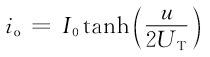 i_o = I_0 tanh(u / 2U_T)